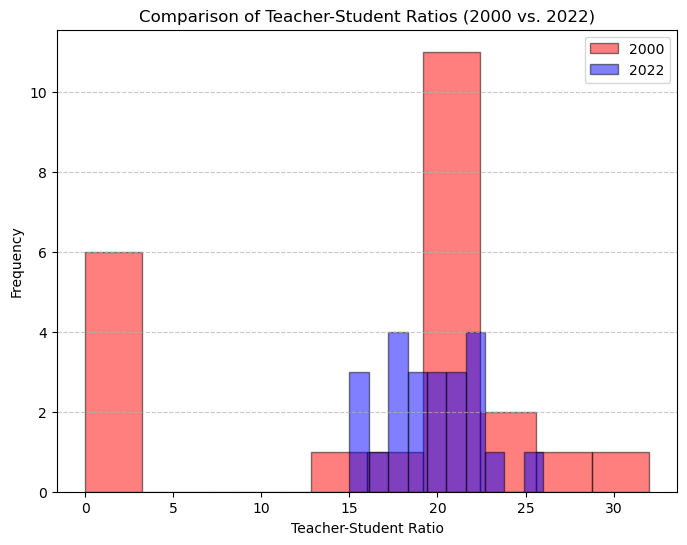 Comparison of Teacher-Student Ratios (2000 vs. 2022)
2000
2022
Frequency
10
8
6
4
2
0
0 5 10 15 20 25 30
Teacher-Student Ratio